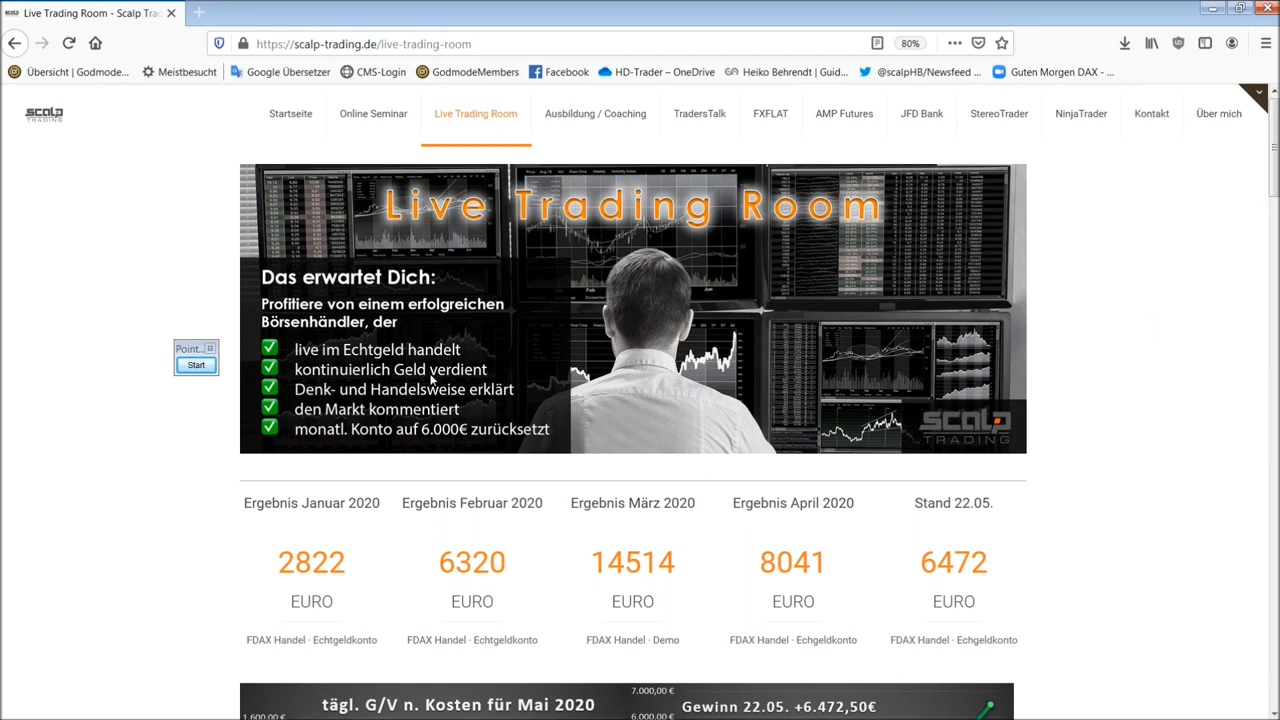 Live Trading Room - Scalp Trac
https://scalp-trading.de/live-trading-room
80%
Übersicht | Godmode...
Meistbesucht
Google Übersetzer
CMS-Login
GodmodeMembers
Facebook
HD-Trader – OneDrive
Heiko Behrendt | Guid...
@scalpHB/Newsfeed ...
Guten Morgen DAX - ...
SCALP
TRADING
Startseite
Online Seminar
Live Trading Room
Ausbildung / Coaching
TradersTalk
FXFLAT
AMP Futures
JFD Bank
StereoTrader
NinjaTrader
Kontakt
Über mich
Live Trading Room
Das erwartet Dich:
Profitiere von einem erfolgreichen
Börsenhändler, der
live im Echtgeld handelt
kontinuierlich Geld verdient
Denk- und Handelsweise erklärt
den Markt kommentiert
monatl. Konto auf 6.000€ zurücksetzt
SCALP
TRADING
Point...
Start
Ergebnis Januar 2020
2822
EURO
FDAX Handel · Echtgeldkonto
Ergebnis Februar 2020
6320
EURO
FDAX Handel · Echtgeldkonto
Ergebnis März 2020
14514
EURO
FDAX Handel · Demo
Ergebnis April 2020
8041
EURO
FDAX Handel · Echgeldkonto
Stand 22.05.
6472
EURO
FDAX Handel · Echgeldkonto
tägl. G/V n. Kosten für Mai 2020
1.600,00 €
7.000,00 €
Gewinn 22.05. +6.472,50€
6.000,00 €